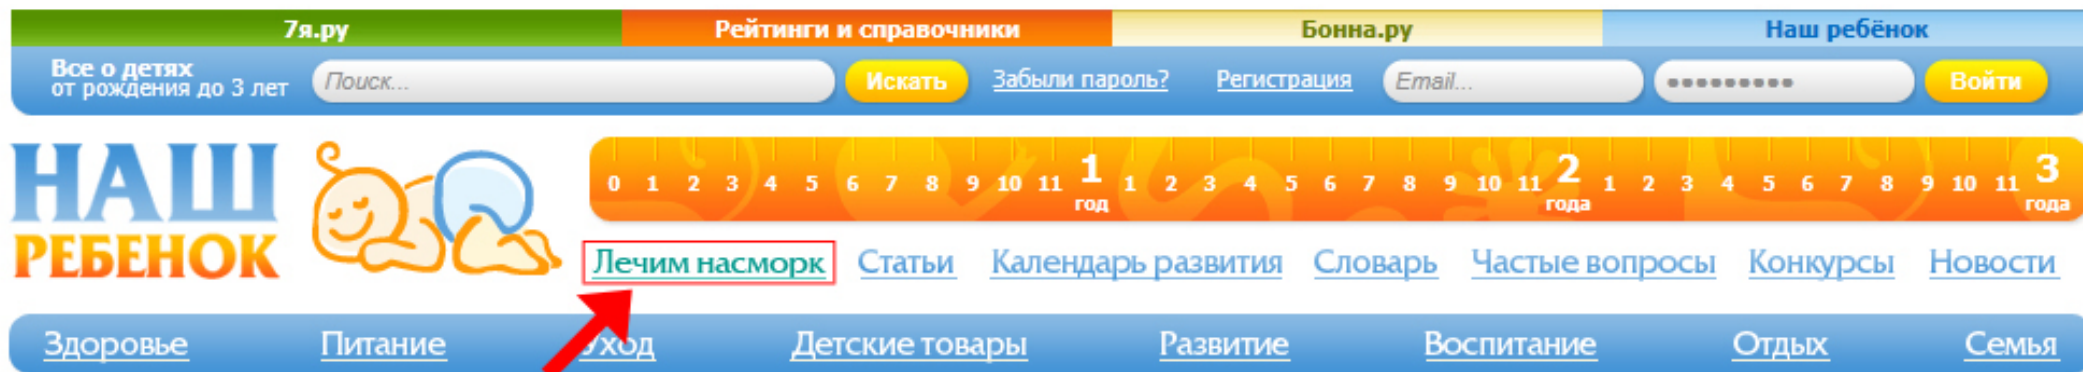 7я.ру Рейтинги и справочники Бонна.ру Наш ребёнок
Все о детях
от рождения до 3 лет
Поиск... Искать Забыли пароль? Регистрация Email... Войти
НАШ
РЕБЕНОК
0 1 2 3 4 5 6 7 8 9 10 11 1 год 1 2 3 4 5 6 7 8 9 10 11 2 года 1 2 3 4 5 6 7 8 9 10 11 3 года
Лечим насморк Статьи Календарь развития Словарь Частые вопросы Конкурсы Новости
Здоровье Питание Уход Детские товары Развитие Воспитание Отдых Семья